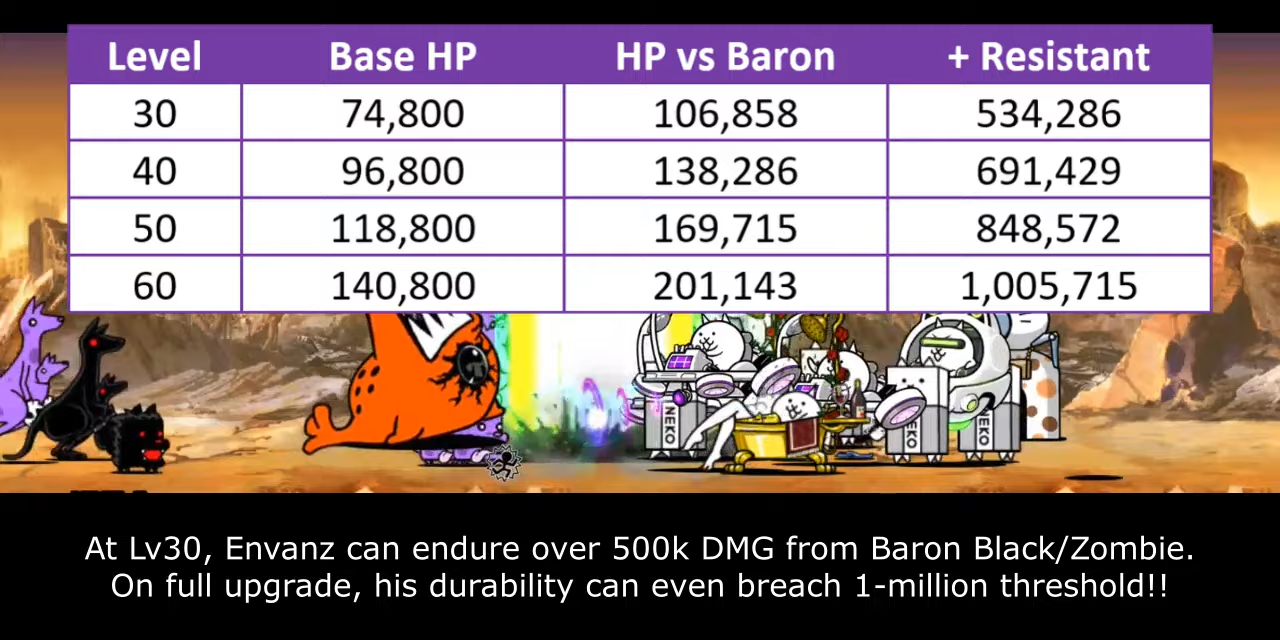 Level Base HP HP vs Baron + Resistant
30 74,800 106,858 534,286
40 96,800 138,286 691,429
50 118,800 169,715 848,572
60 140,800 201,143 1,005,715
NEKO NEKO NEKO
At Lv30, Envanz can endure over 500k DMG from Baron Black/Zombie.
On full upgrade, his durability can even breach 1-million threshold!!